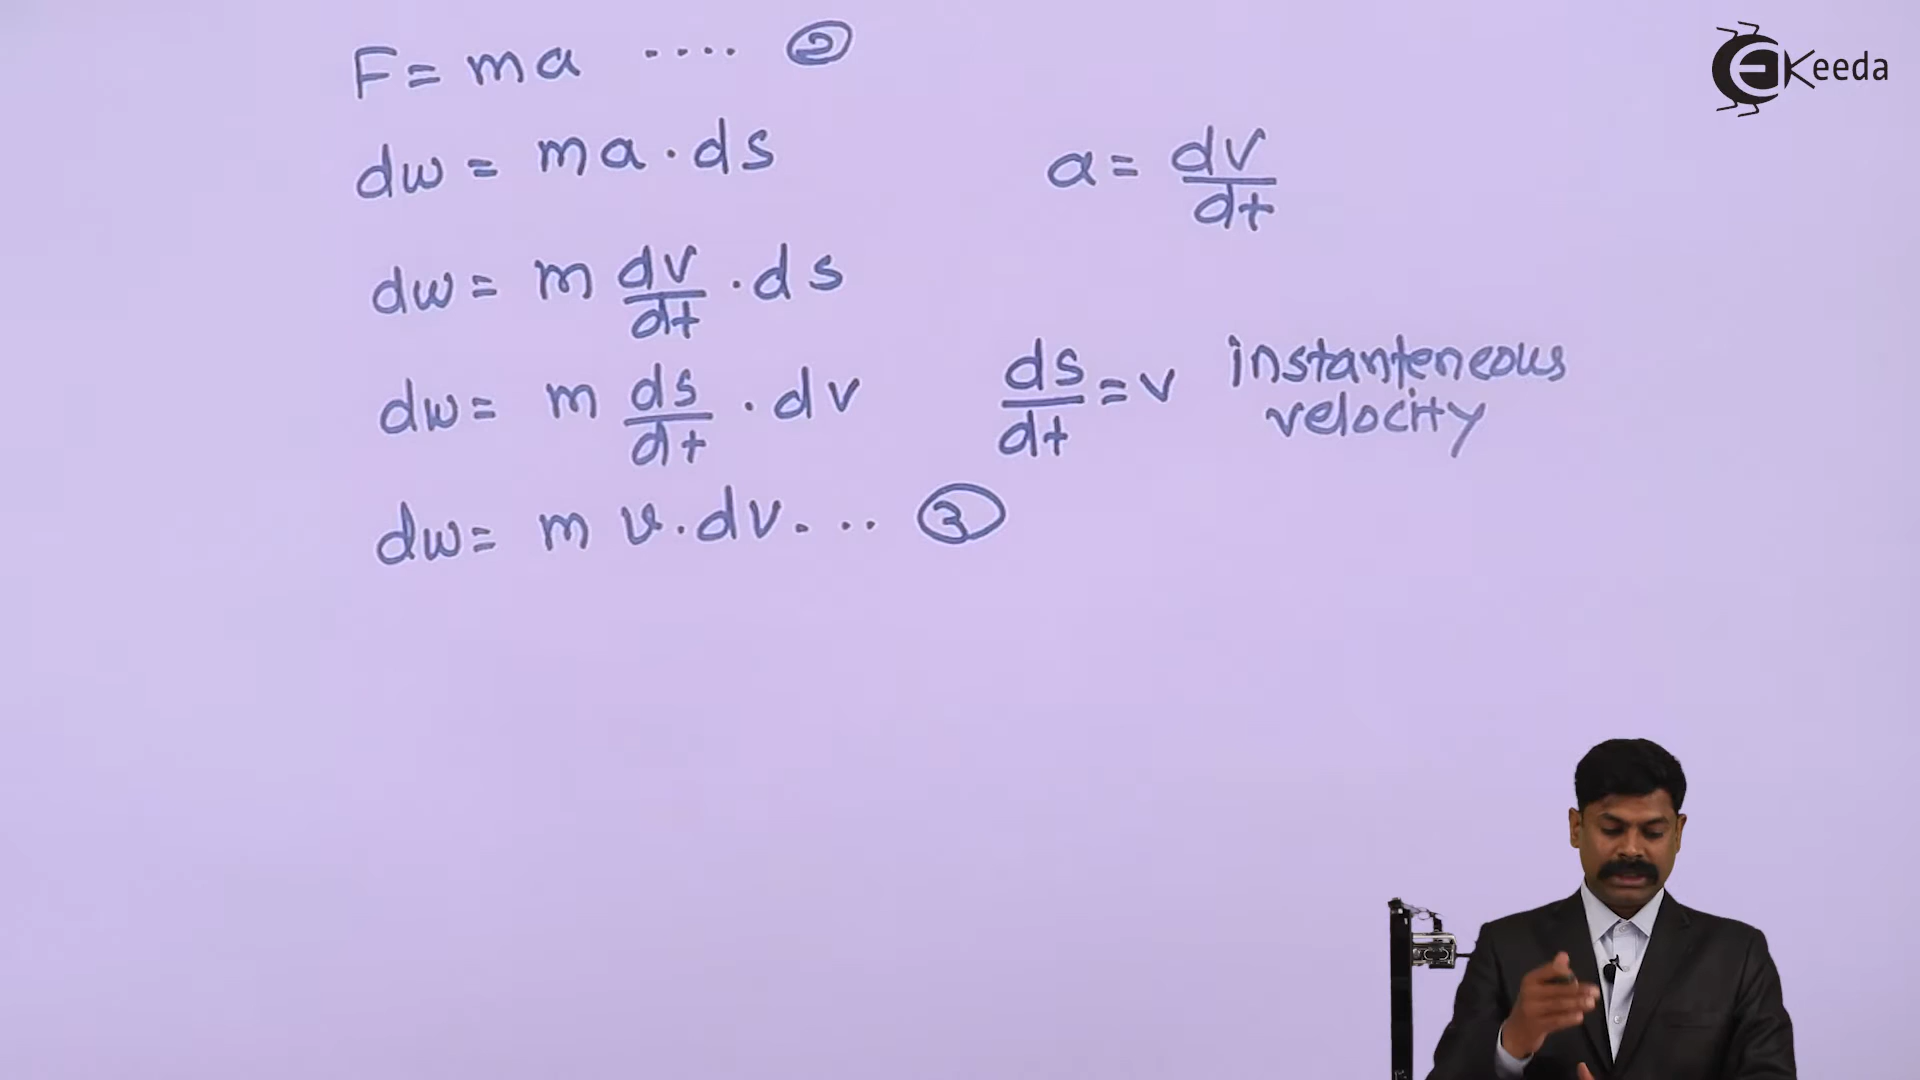 F = ma .... ②
EKeeda
dw = ma · ds
a = dv/dt
dw = m dv/dt · ds
dw = m ds/dt · dv
ds/dt = v instanteneous
velocity
dw = m v · dv ... ③